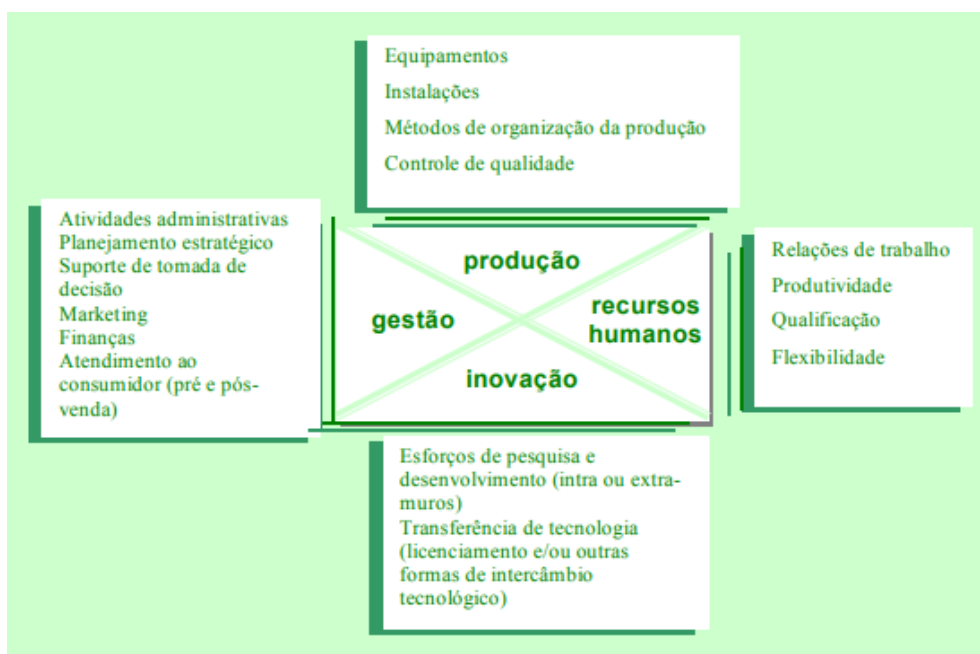 Equipamentos
Instalações
Métodos de organização da produção
Controle de qualidade
Atividades administrativas
Planejamento estratégico
Suporte de tomada de
decisão
Marketing
Finanças
Atendimento ao
consumidor (pré e pós-
venda)
produção
gestão
recursos
humanos
inovação
Relações de trabalho
Produtividade
Qualificação
Flexibilidade
Esforços de pesquisa e
desenvolvimento (intra ou extra-
muros)
Transferência de tecnologia
(licenciamento e/ou outras
formas de intercâmbio
tecnológico)